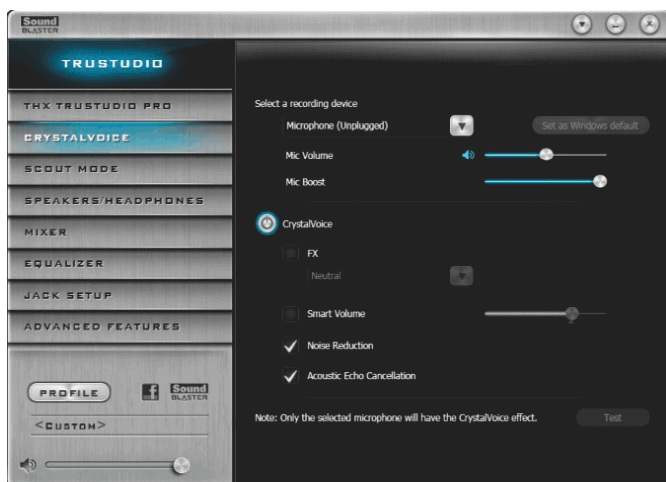 Sound
BLASTER
TRUSTUDIO
THX TRUSTUDIO PRO
CRYSTALVOICE
SCOUT MODE
SPEAKERS/HEADPHONES
MIXER
EQUALIZER
JACK SETUP
ADVANCED FEATURES
PROFILE
f
Sound
BLASTER
<CUSTOM>
Select a recording device
Microphone (Unplugged)
Set as Windows default
Mic Volume
Mic Boost
CrystalVoice
FX
Neutral
Smart Volume
Noise Reduction
Acoustic Echo Cancellation
Note: Only the selected microphone will have the CrystalVoice effect.
Test